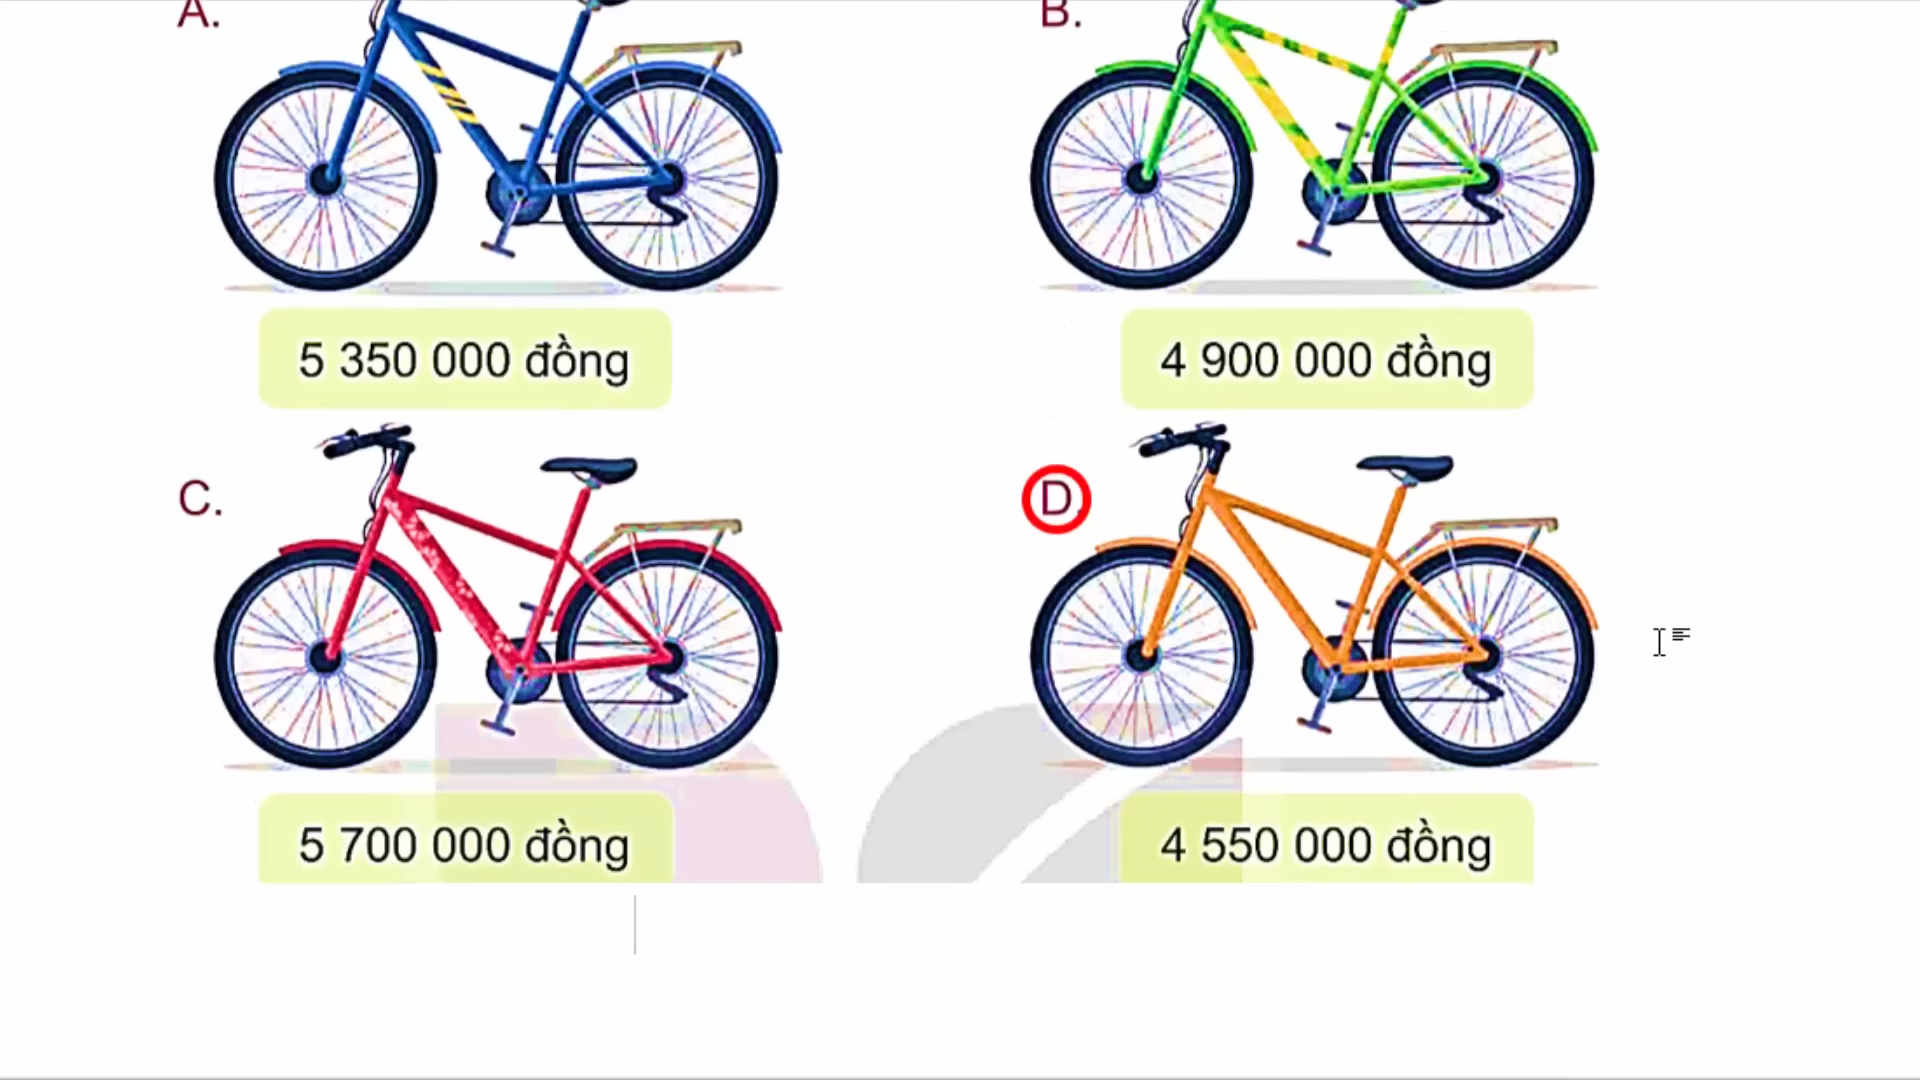 A.
B.
5 350 000 đồng
4 900 000 đồng
C.
D
5 700 000 đồng
4 550 000 đồng